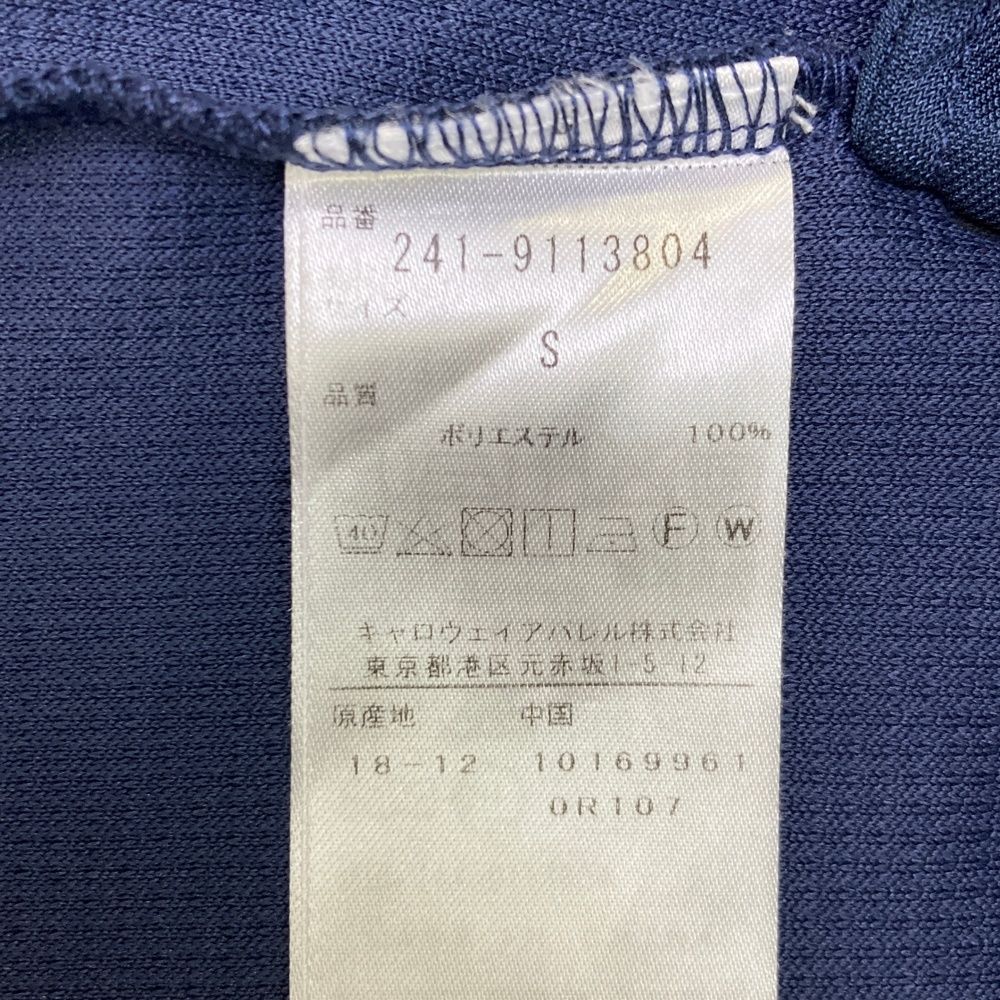 品番
241-9113804
サイズ
S
品質
ポリエステル 100%
40 F W
キャロウェイアパレル株式会社
東京都港区元赤坂1-5-12
原産地 中国
18-12 10169961
0R107